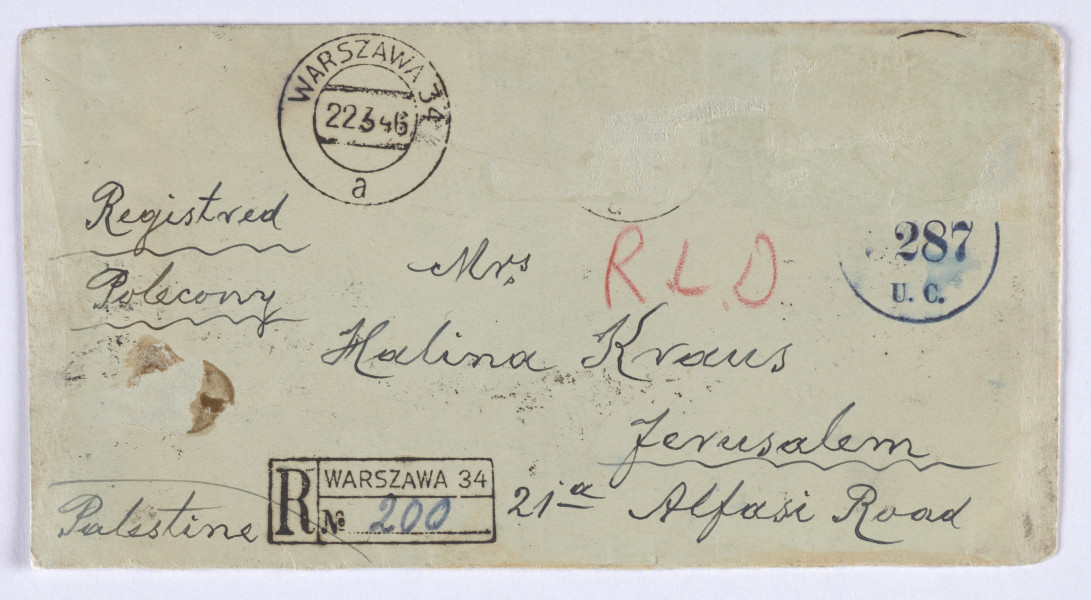 WARSZAWA 34
22.3.46
a
Registred
Polecony
Mrs
R.L.D
287
U. C.
Halina Kraus
Jerusalem
21a Alfasi Road
Palestine
R WARSZAWA 34
№ 200